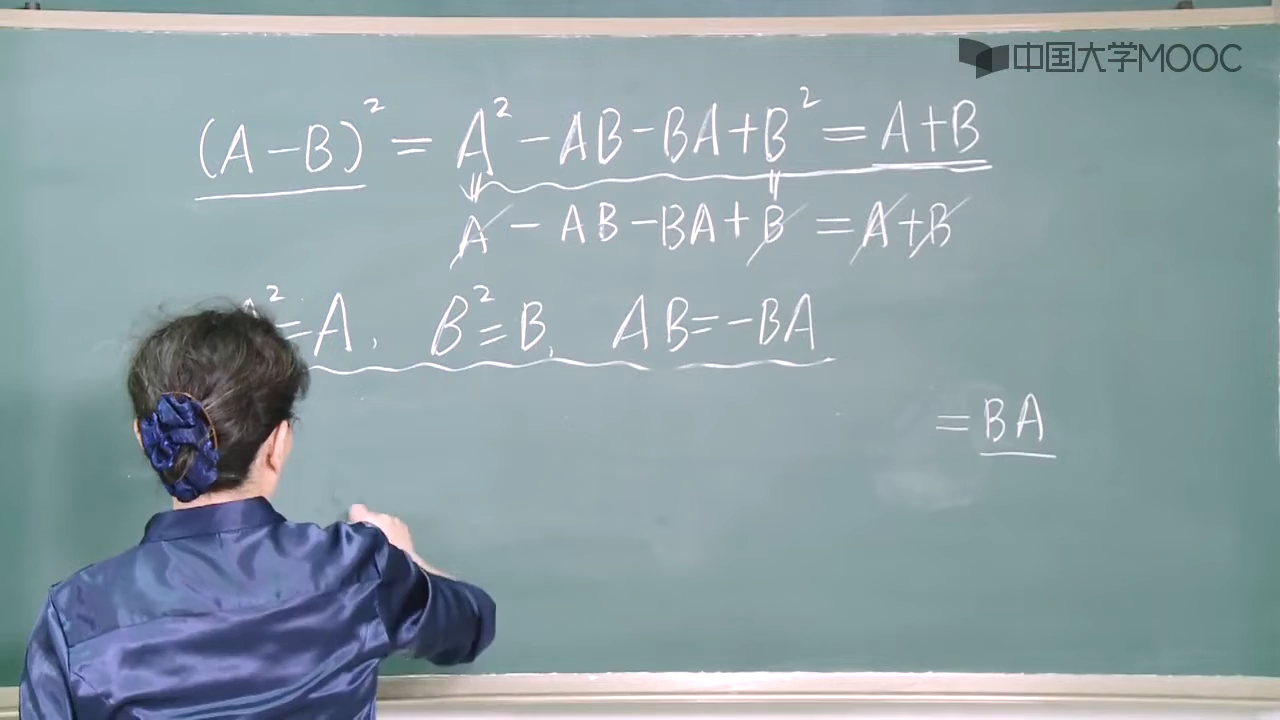 中国大学MOOC
(A-B)² = A² - AB - BA + B² = A + B
A - AB - BA + B = A + B
² = A, B² = B, AB = -BA
= BA